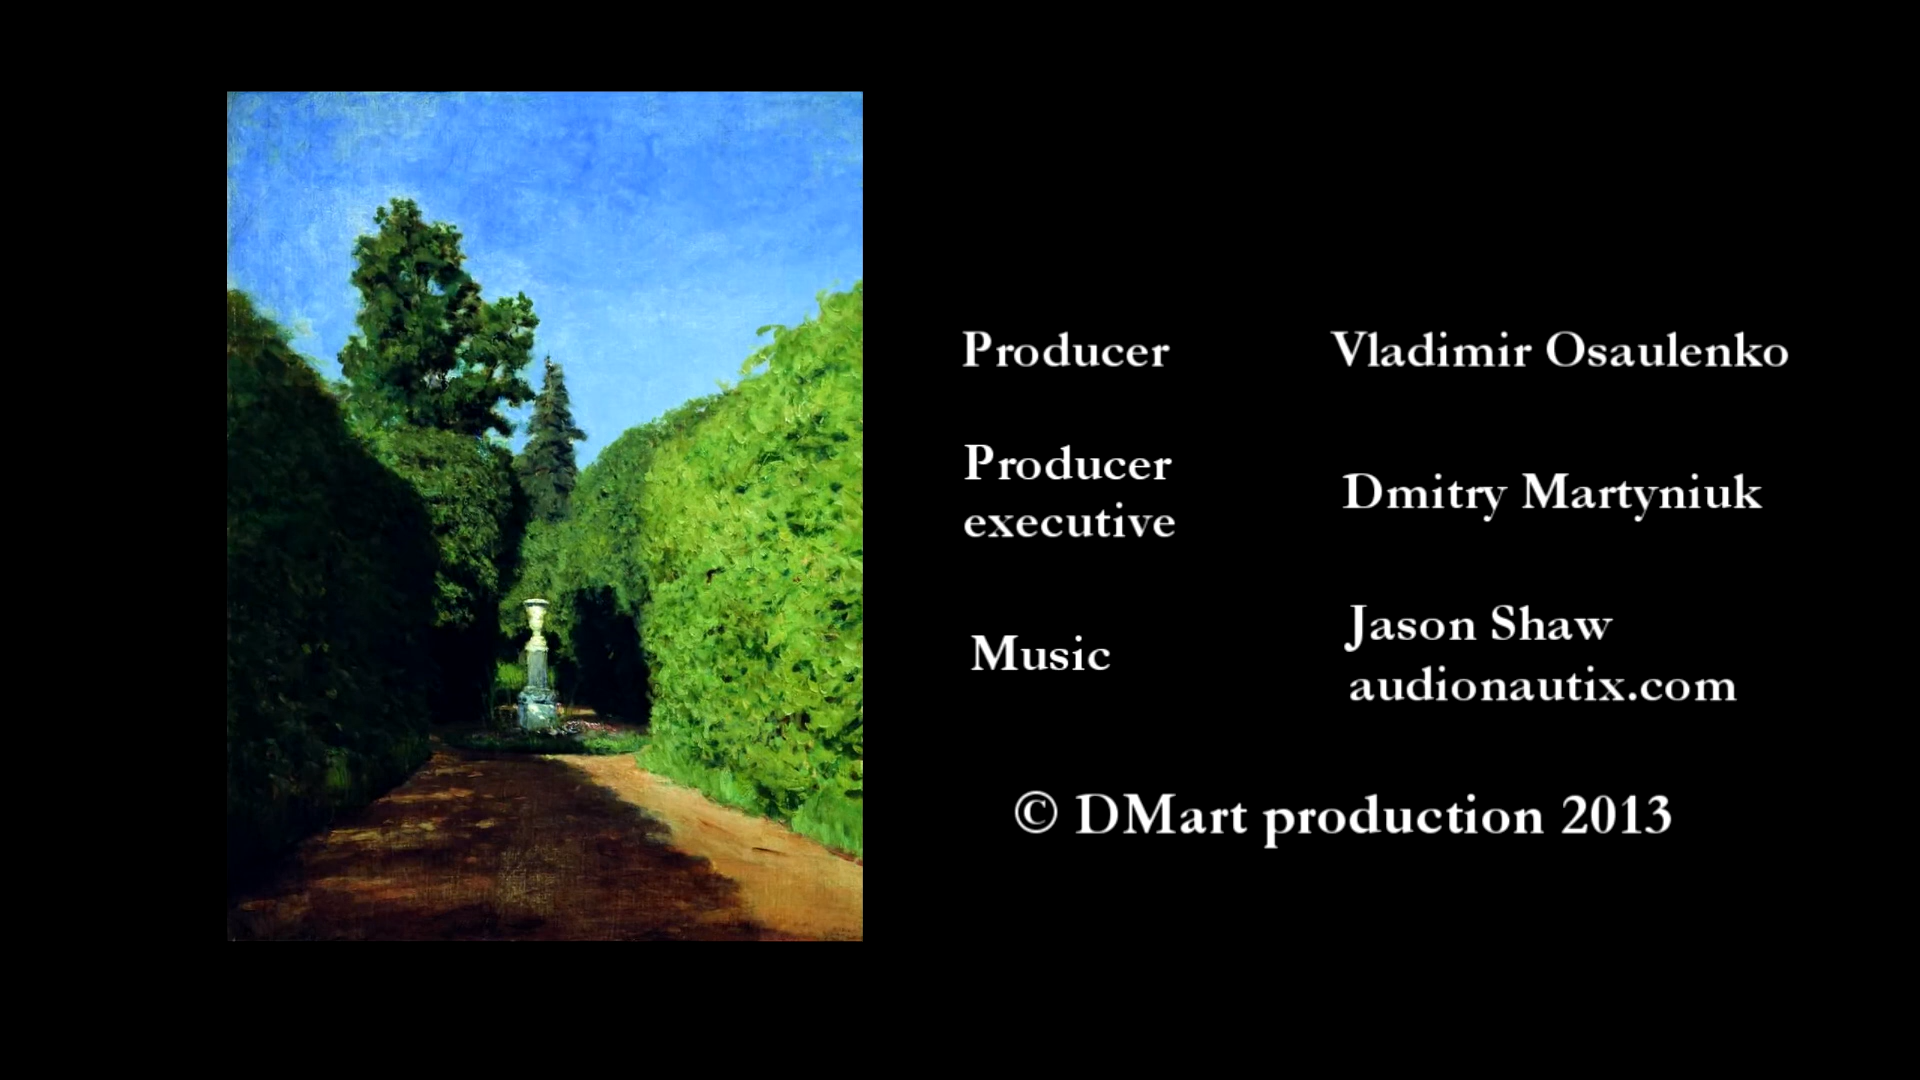 Producer Vladimir Osaulenko
Producer
executive
Dmitry Martyniuk
Music
Jason Shaw
audionautix.com
© DMart production 2013